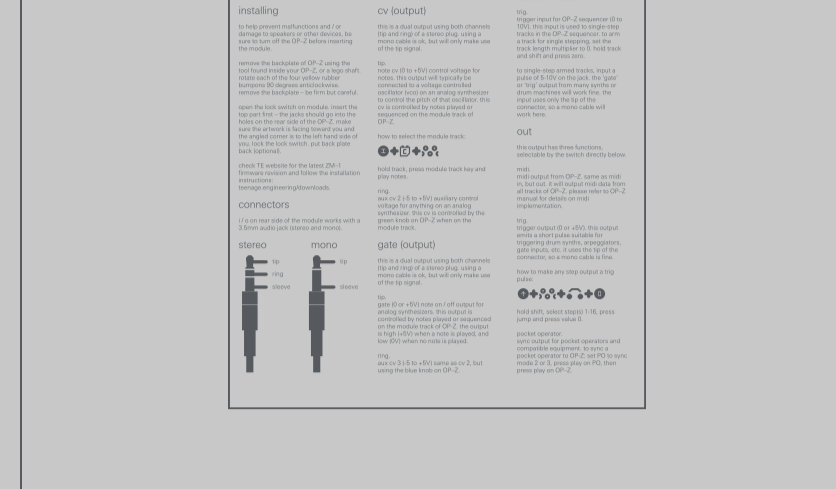 installing
to help prevent malfunctions and / or
damage to speakers or other devices, be
sure to turn off the OP–Z before inserting
the module.
remove the backplate of OP–Z using the
tool found inside your OP–Z, or a lego shaft.
rotate each of the four yellow rubber
bumpons 90 degrees anticlockwise.
remove the backplate – be firm but careful.
open the lock switch on module. insert the
top part first – the jacks should go into the
holes on the rear side of the OP–Z. make
sure the artwork is facing toward you and
the angled corner is to the left hand side of
you. lock the lock switch. put back plate
back (optional).
check TE website for the latest ZM–1
firmware revision and follow the installation
instructions:
teenage.engineering/downloads.
connectors
i / o on rear side of the module works with a
3.5mm audio jack (stereo and mono).
stereo
mono
tip
ring
sleeve
tip
sleeve
cv (output)
this is a dual output using both channels
(tip and ring) of a stereo plug. using a
mono cable is ok, but will only make use
of the tip signal.
tip.
note cv (0 to +5V) control voltage for
notes. this output will typically be
connected to a voltage controlled
oscillator (vco) on an analog synthesizer
to control the pitch of that oscillator. this
cv is controlled by notes played or
sequenced on the module track of
OP–Z.
how to select the module track:
hold track, press module track key and
play notes.
ring.
aux cv 2 (-5 to +5V) auxiliary control
voltage for anything on an analog
synthesizer. this cv is controlled by the
green knob on OP–Z when on the
module track.
gate (output)
this is a dual output using both channels
(tip and ring) of a stereo plug. using a
mono cable is ok, but will only make use
of the tip signal.
tip.
gate (0 or +5V) note on / off output for
analog synthesizers. this output is
controlled by notes played or sequenced
on the module track of OP-Z. the output
is high (+5V) when a note is played, and
low (0V) when no note is played.
ring.
aux cv 3 (-5 to +5V) same as cv 2, but
using the blue knob on OP–Z.
trig.
trigger input for OP–Z sequencer (0 to
10V). this input is used to single-step
tracks in the OP–Z sequencer. to arm
a track for single stepping, set the
track length multiplier to 0. hold track
and shift and press zero.
to single-step armed tracks, input a
pulse of 5-10V on the jack. the 'gate'
or 'trig' output from many synths or
drum machines will work fine. the
input uses only the tip of the
connector, so a mono cable will
work here.
out
this output has three functions,
selectable by the switch directly below.
midi.
midi output from OP–Z. same as midi
in, but out. it will output midi data from
all tracks of OP–Z, please refer to OP–Z
manual for details on midi
implementation.
trig.
trigger output (0 or +5V). this output
emits a short pulse suitable for
triggering drum synths, arpeggiators,
gate inputs, etc. it uses the tip of the
connector, so a mono cable is fine.
how to make any step output a trig
pulse:
hold shift, select step(s) 1-16, press
jump and press value 0.
pocket operator.
sync output for pocket operators and
compatible equipment. to sync a
pocket operator to OP-Z: set PO to sync
mode 2 or 3, press play on PO, then
press play on OP–Z.